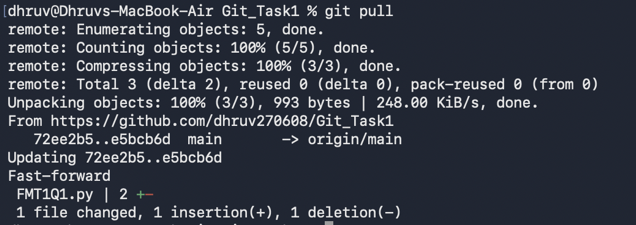 [dhruv@Dhruvs-MacBook-Air Git_Task1 % git pull
remote: Enumerating objects: 5, done.
remote: Counting objects: 100% (5/5), done.
remote: Compressing objects: 100% (3/3), done.
remote: Total 3 (delta 2), reused 0 (delta 0), pack-reused 0 (from 0)
Unpacking objects: 100% (3/3), 993 bytes | 248.00 KiB/s, done.
From https://github.com/dhruv270608/Git_Task1
   72ee2b5..e5bcb6d  main       -> origin/main
Updating 72ee2b5..e5bcb6d
Fast-forward
 FMT1Q1.py | 2 +-
 1 file changed, 1 insertion(+), 1 deletion(-)